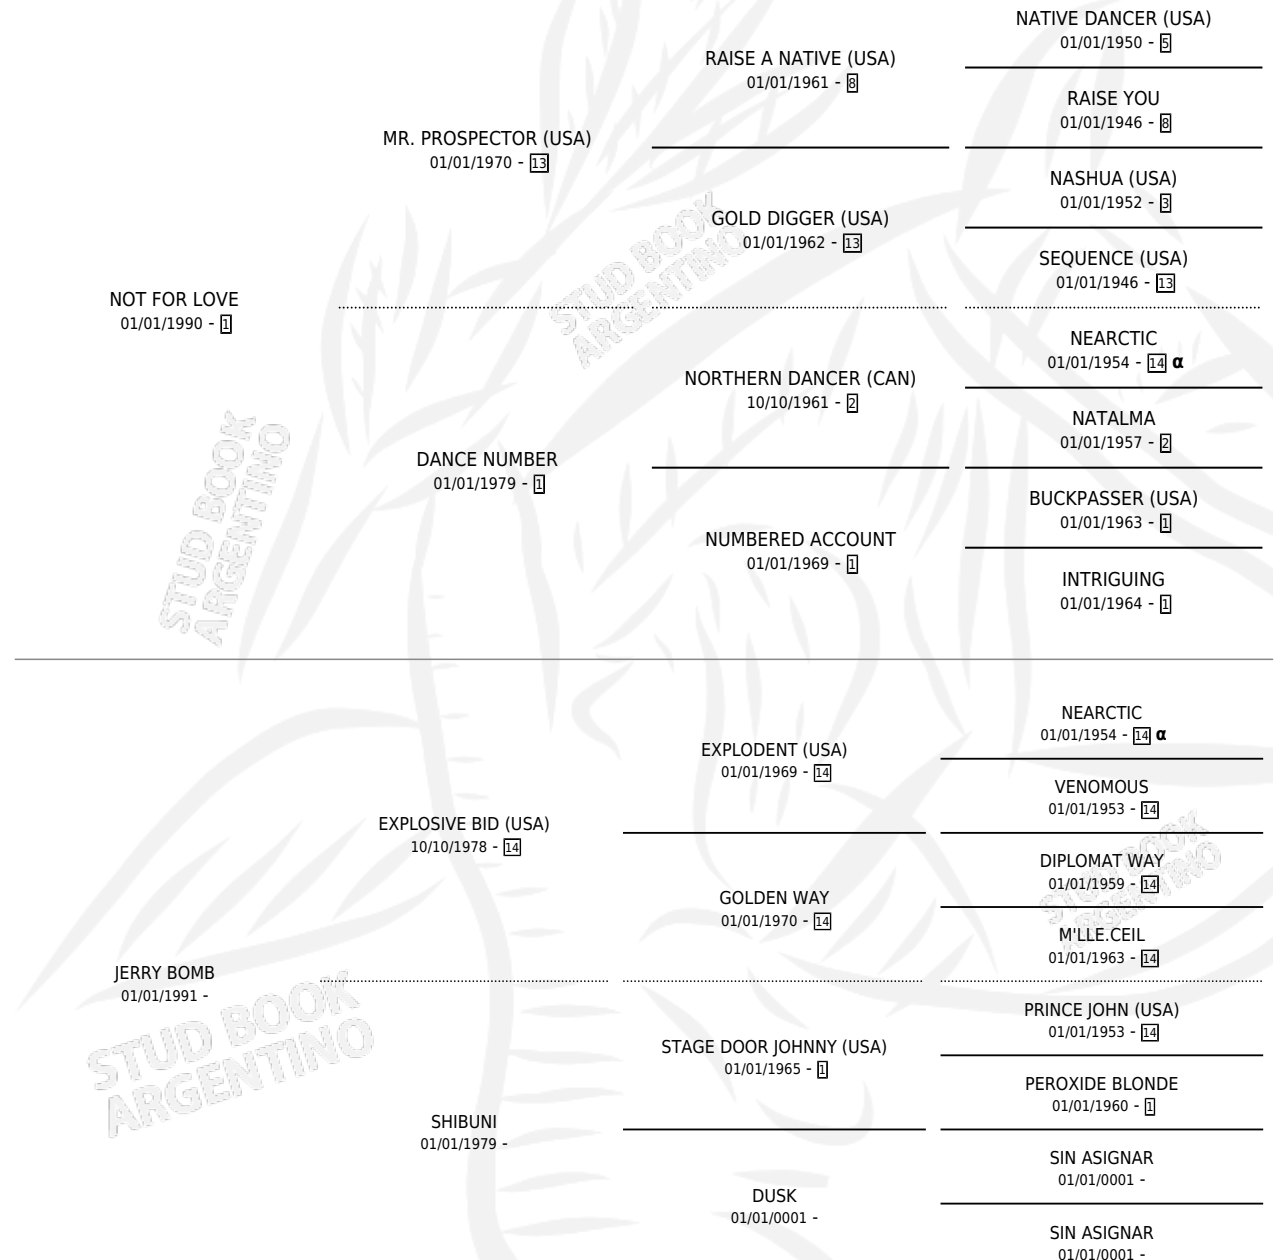 NATIVE DANCER (USA)
01/01/1950 - 5
RAISE A NATIVE (USA)
01/01/1961 - 8
RAISE YOU
01/01/1946 - 8
MR. PROSPECTOR (USA)
01/01/1970 - 13
NASHUA (USA)
01/01/1952 - 3
GOLD DIGGER (USA)
01/01/1962 - 13
SEQUENCE (USA)
01/01/1946 - 13
NOT FOR LOVE
01/01/1990 - 1
STUD BOOK
ARGENTINO
NEARCTIC
01/01/1954 - 14 α
NORTHERN DANCER (CAN)
10/10/1961 - 2
NATALMA
01/01/1957 - 2
DANCE NUMBER
01/01/1979 - 1
BUCKPASSER (USA)
01/01/1963 - 1
NUMBERED ACCOUNT
01/01/1969 - 1
INTRIGUING
01/01/1964 - 1
STUD BOOK
ARGENTINO
NEARCTIC
01/01/1954 - 14 α
EXPLODENT (USA)
01/01/1969 - 14
VENOMOUS
01/01/1953 - 14
EXPLOSIVE BID (USA)
10/10/1978 - 14
DIPLOMAT WAY
01/01/1959 - 14
STUD BOOK
ARGENTINO
GOLDEN WAY
01/01/1970 - 14
M'LLE.CEIL
01/01/1963 - 14
JERRY BOMB
01/01/1991 -
STUD BOOK
ARGENTINO
PRINCE JOHN (USA)
01/01/1953 - 14
STAGE DOOR JOHNNY (USA)
01/01/1965 - 1
PEROXIDE BLONDE
01/01/1960 - 1
SHIBUNI
01/01/1979 -
SIN ASIGNAR
01/01/0001 -
DUSK
01/01/0001 -
SIN ASIGNAR
01/01/0001 -